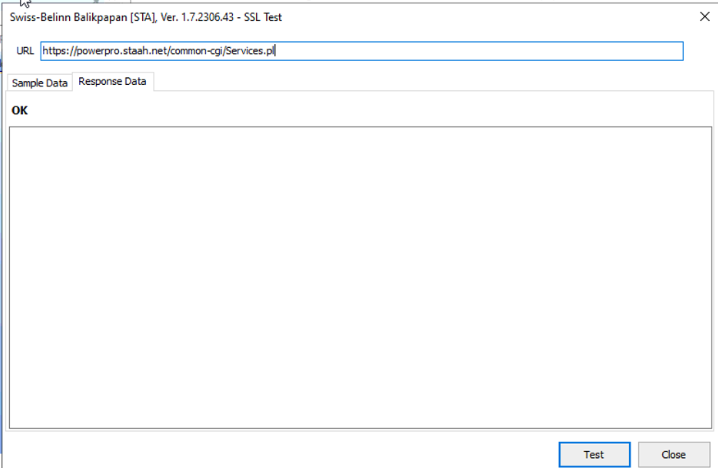 Swiss-Belinn Balikpapan [STA], Ver. 1.7.2306.43 - SSL Test
URL https://powerpro.staah.net/common-cgi/Services.pl
Sample Data Response Data
OK
Test Close